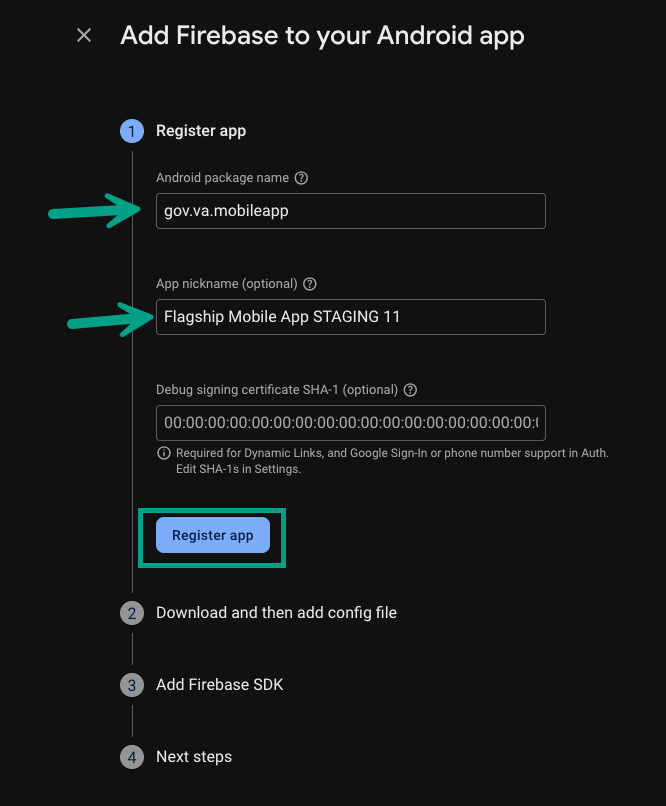 Add Firebase to your Android app
1 Register app
Android package name
gov.va.mobileapp
App nickname (optional)
Flagship Mobile App STAGING 11
Debug signing certificate SHA-1 (optional)
00:00:00:00:00:00:00:00:00:00:00:00:00:00:00:00:00:
Required for Dynamic Links, and Google Sign-In or phone number support in Auth.
Edit SHA-1s in Settings.
Register app
2 Download and then add config file
3 Add Firebase SDK
4 Next steps